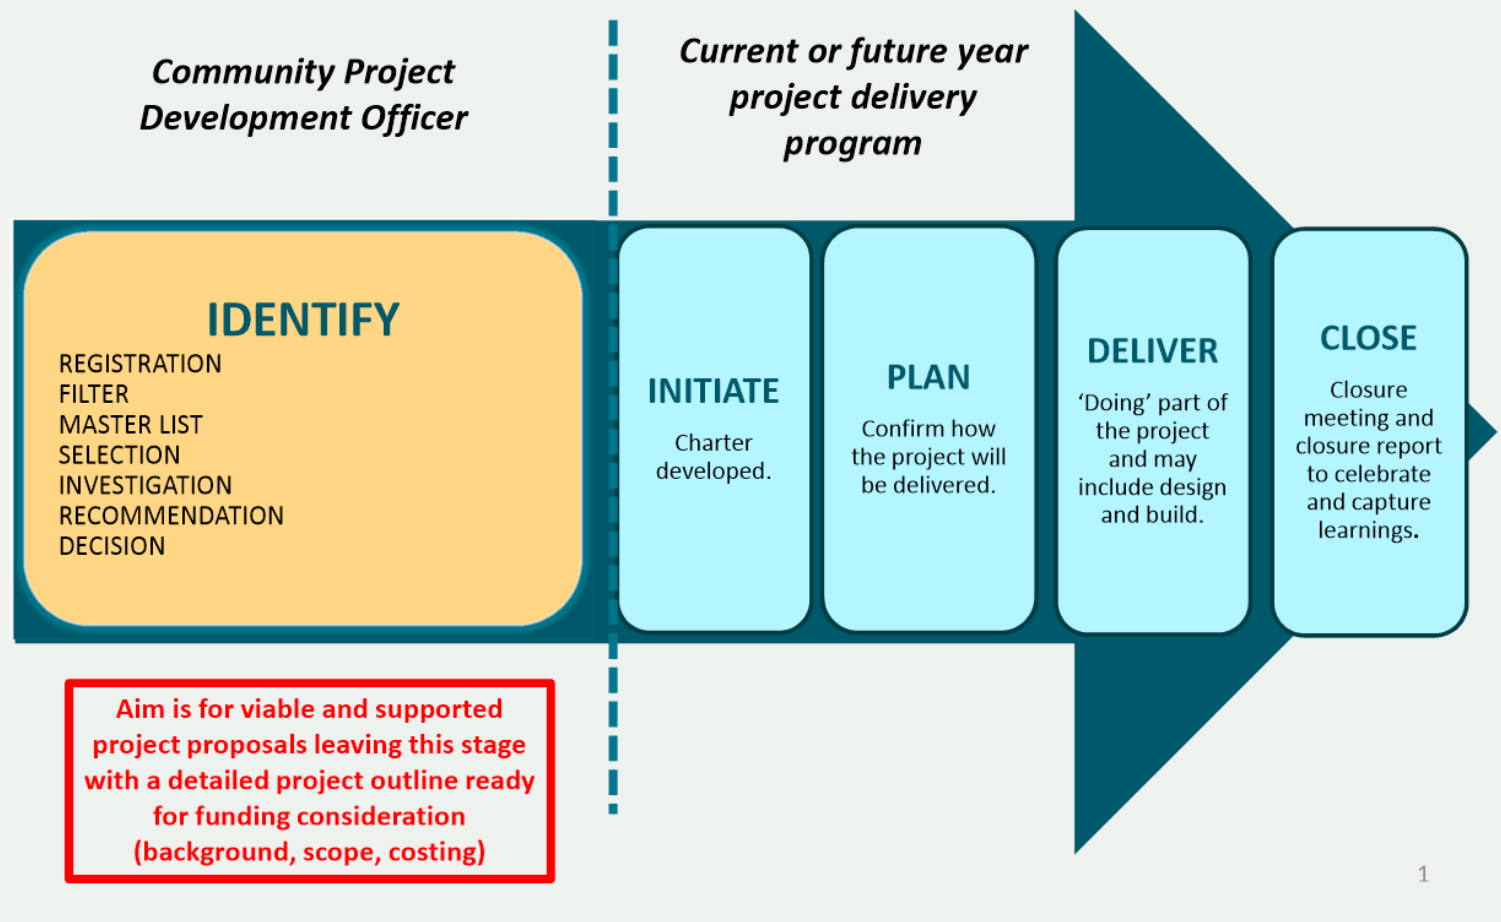 Community Project
Development Officer
Current or future year
project delivery
program
IDENTIFY
REGISTRATION
FILTER
MASTER LIST
SELECTION
INVESTIGATION
RECOMMENDATION
DECISION
INITIATE
Charter
developed.
PLAN
Confirm how
the project will
be delivered.
DELIVER
‘Doing’ part of
the project
and may
include design
and build.
CLOSE
Closure
meeting and
closure report
to celebrate
and capture
learnings.
Aim is for viable and supported
project proposals leaving this stage
with a detailed project outline ready
for funding consideration
(background, scope, costing)
1